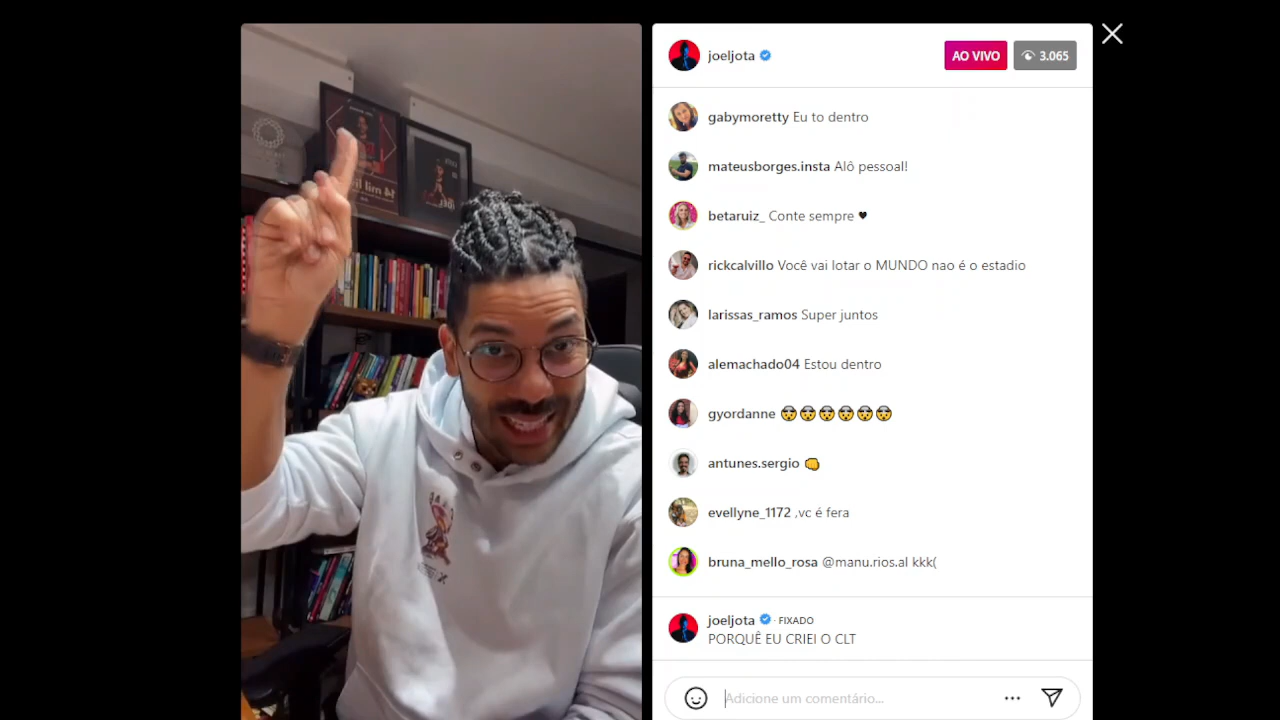 joeljota
AO VIVO
3.065
gabymoretty Eu to dentro
mateusborges.insta Alô pessoal!
betaruiz_ Conte sempre 🖤
rickcalvillo Você vai lotar o MUNDO nao é o estadio
larissas_ramos Super juntos
alemachado04 Estou dentro
gyordanne 🤯🤯🤯🤯🤯🤯
antunes.sergio 👊
evellyne_1172 ,vc é fera
bruna_mello_rosa @manu.rios.al kkk(
joeljota · FIXADO
PORQUÊ EU CRIEI O CLT
Adicione um comentário...